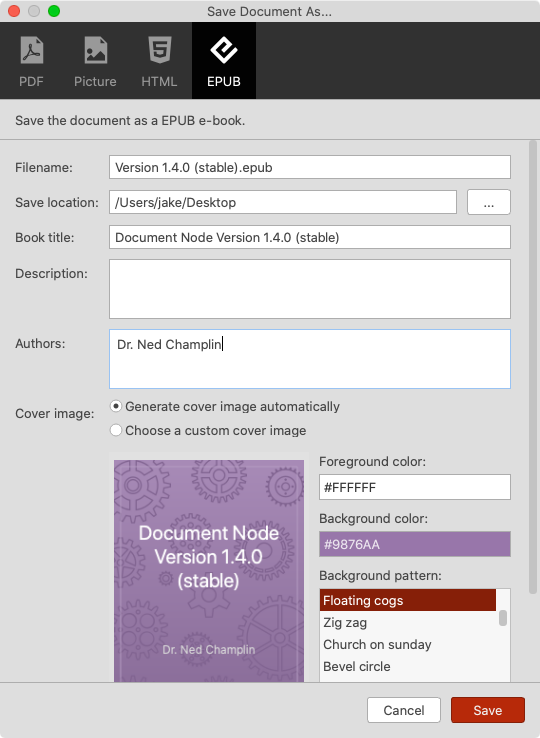 Save Document As...
PDF
Picture
HTML
EPUB
Save the document as a EPUB e-book.
Filename: Version 1.4.0 (stable).epub
Save location: /Users/jake/Desktop ...
Book title: Document Node Version 1.4.0 (stable)
Description:
Authors: Dr. Ned Champlin
Cover image: Generate cover image automatically
Choose a custom cover image
Document Node
Version 1.4.0
(stable)
Dr. Ned Champlin
Foreground color:
#FFFFFF
Background color:
#9876AA
Background pattern:
Floating cogs
Zig zag
Church on sunday
Bevel circle
Cancel
Save